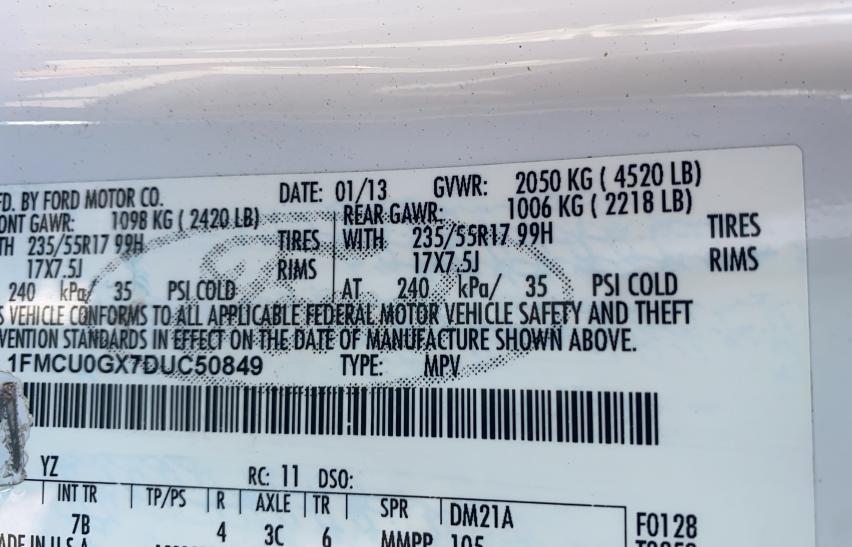 FD. BY FORD MOTOR CO. DATE: 01/13 GVWR: 2050 KG ( 4520 LB)
ONT GAWR: 1098 KG ( 2420 LB) REAR GAWR: 1006 KG ( 2218 LB)
TH 235/55R17 99H TIRES WITH 235/55R17 99H TIRES
17X7.5J RIMS 17X7.5J RIMS
240 kPa/ 35 PSI COLD AT 240 kPa/ 35 PSI COLD
S VEHICLE CONFORMS TO ALL APPLICABLE FEDERAL MOTOR VEHICLE SAFETY AND THEFT
VENTION STANDARDS IN EFFECT ON THE DATE OF MANUFACTURE SHOWN ABOVE.
1FMCU0GX7DUC50849 TYPE: MPV
YZ RC: 11 DSO:
INT TR TP/PS R AXLE TR SPR DM21A F0128
7B 4 3C 6 MMPP 105
ADE IN U.S.A.